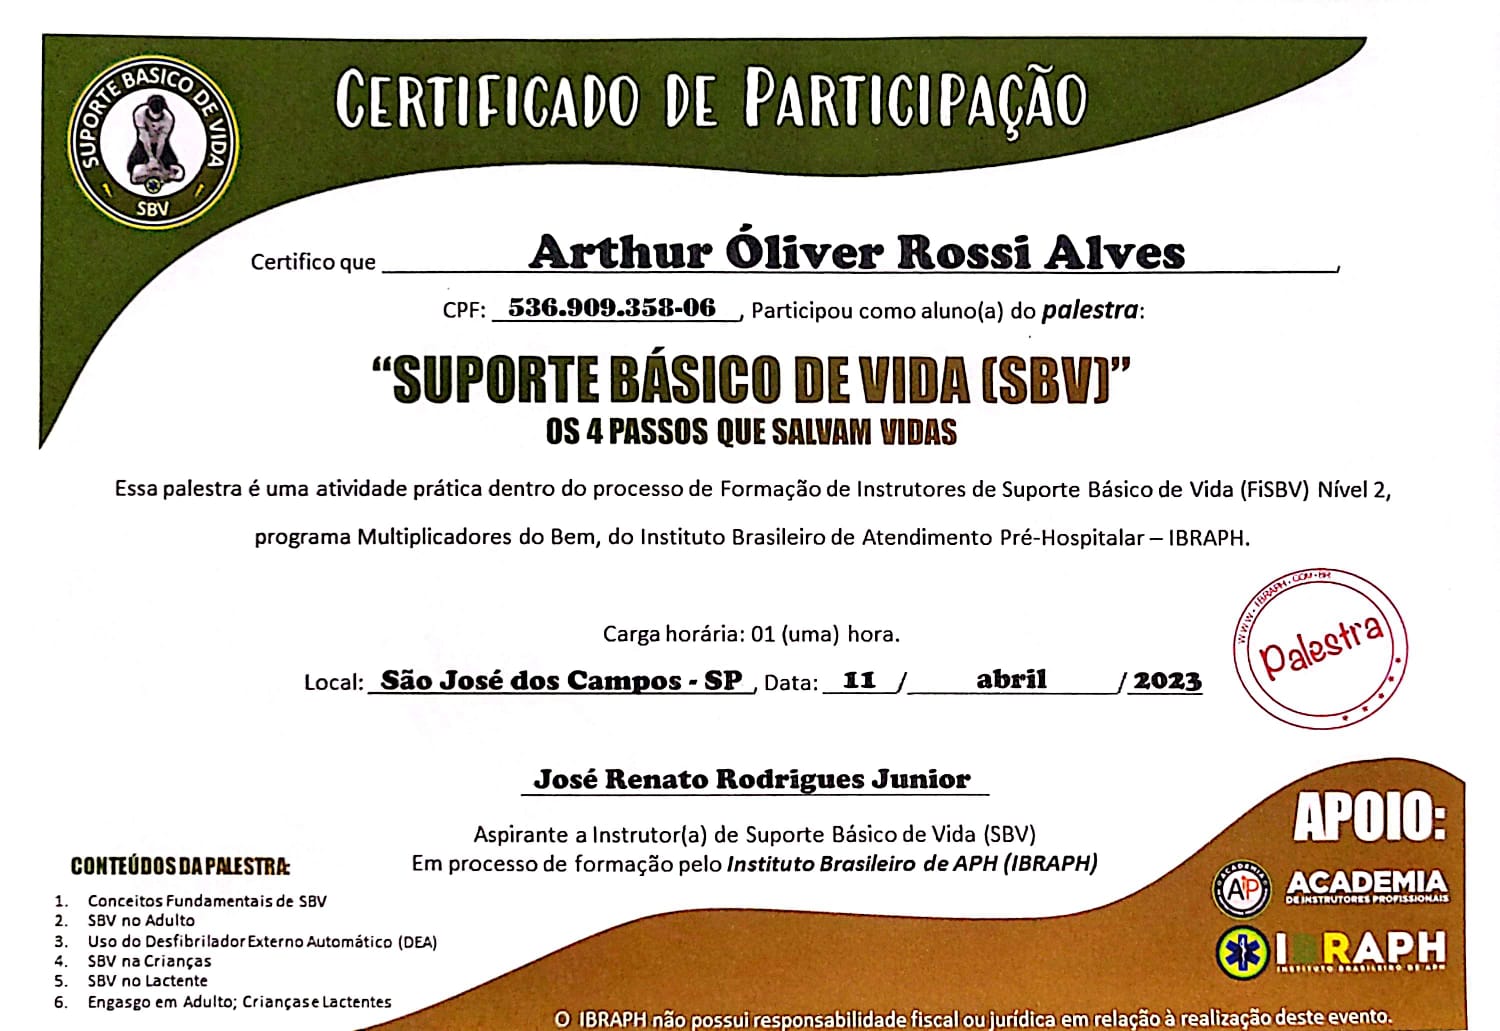 SUPORTE BASICO DE VIDA
SBV
CERTIFICADO DE PARTICIPAÇÃO
Certifico que Arthur Óliver Rossi Alves,
CPF: 536.909.358-06, Participou como aluno(a) do palestra:
“SUPORTE BÁSICO DE VIDA (SBV)”
OS 4 PASSOS QUE SALVAM VIDAS
Essa palestra é uma atividade prática dentro do processo de Formação de Instrutores de Suporte Básico de Vida (FiSBV) Nível 2,
programa Multiplicadores do Bem, do Instituto Brasileiro de Atendimento Pré-Hospitalar – IBRAPH.
WWW.IBRAPH.COM.BR
Palestra
Carga horária: 01 (uma) hora.
Local: São José dos Campos - SP, Data: 11 / abril / 2023
José Renato Rodrigues Junior
Aspirante a Instrutor(a) de Suporte Básico de Vida (SBV)
Em processo de formação pelo Instituto Brasileiro de APH (IBRAPH)
CONTEÚDOS DA PALESTRA:
1. Conceitos Fundamentais de SBV
2. SBV no Adulto
3. Uso do Desfibrilador Externo Automático (DEA)
4. SBV na Crianças
5. SBV no Lactente
6. Engasgo em Adulto; Crianças e Lactentes
APOIO:
ACADEMIA
AIP
ACADEMIA
DE INSTRUTORES PROFISSIONAIS
IBRAPH
INSTITUTO BRASILEIRO DE APH
O IBRAPH não possui responsabilidade fiscal ou jurídica em relação à realização deste evento.